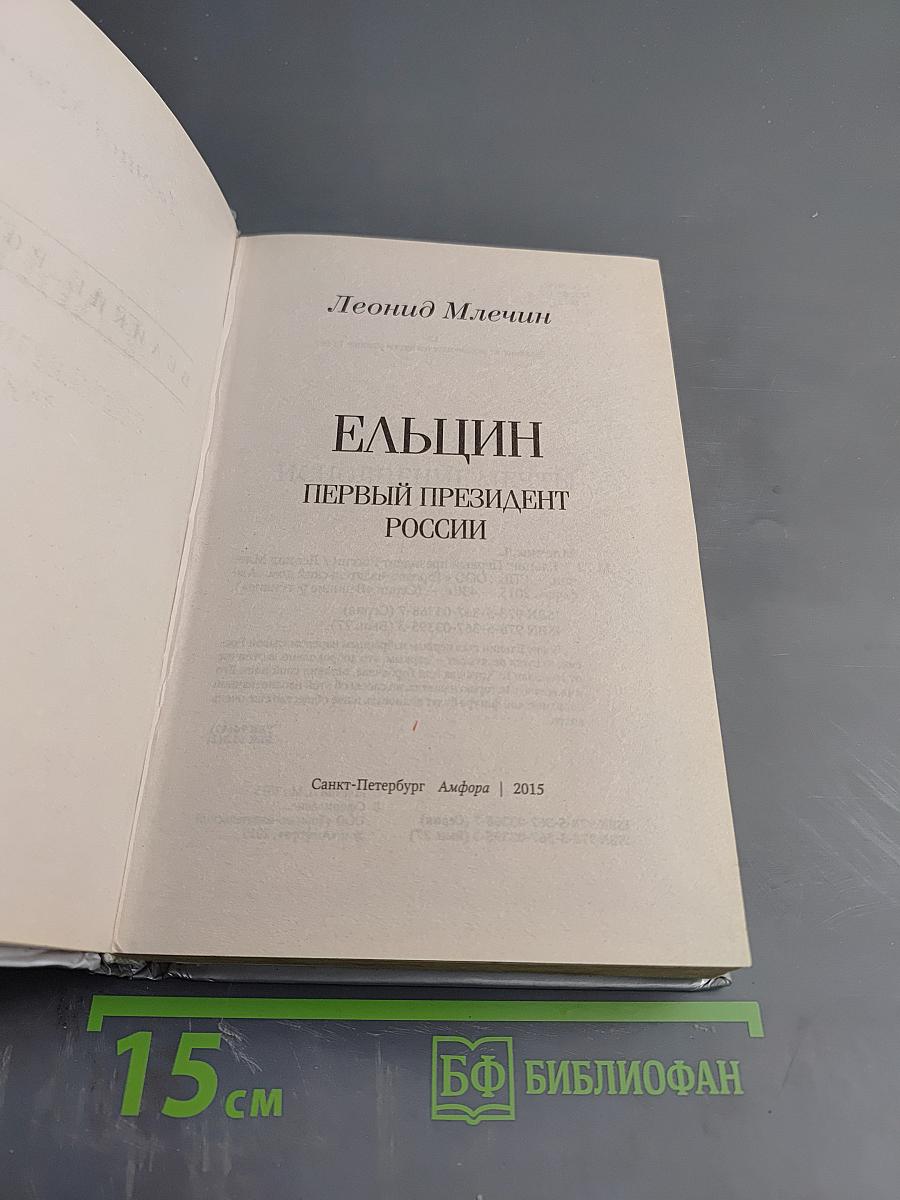 Леонид Млечин
ЕЛЬЦИН
ПЕРВЫЙ ПРЕЗИДЕНТ
РОССИИ
Санкт-Петербург Амфора | 2015
15 см
БФ БИБЛИОФАН